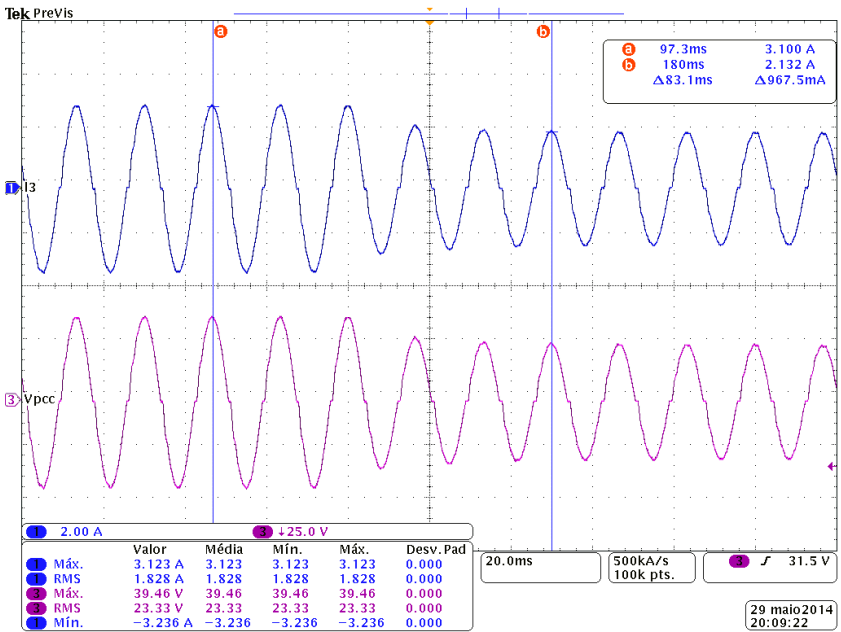 Tek PreVis
a
b
a 97.3ms 3.100 A
b 180ms 2.132 A
Δ83.1ms Δ967.5mA
1 I3
3 Vpcc
1 2.00 A 3 ↓25.0 V
Valor Média Mín. Máx. Desv.Pad
1 Máx. 3.123 A 3.123 3.123 3.123 0.000
1 RMS 1.828 A 1.828 1.828 1.828 0.000
3 Máx. 39.46 V 39.46 39.46 39.46 0.000
3 RMS 23.33 V 23.33 23.33 23.33 0.000
1 Mín. −3.236 A −3.236 −3.236 −3.236 0.000
20.0ms
500kA/s
100k pts.
3 31.5 V
29 maio2014
20:09:22